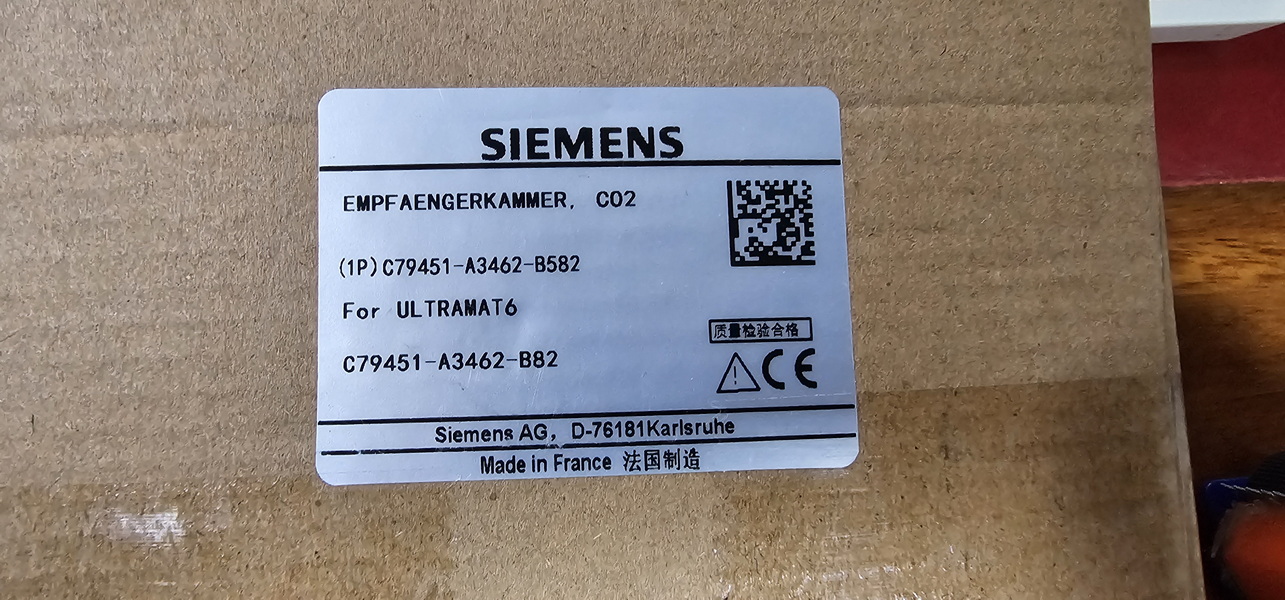 SIEMENS
EMPFAENGERKAMMER, CO2
(1P)C79451-A3462-B582
For ULTRAMAT6
质量检验合格
C79451-A3462-B82
CE
Siemens AG, D-76181Karlsruhe
Made in France 法国制造